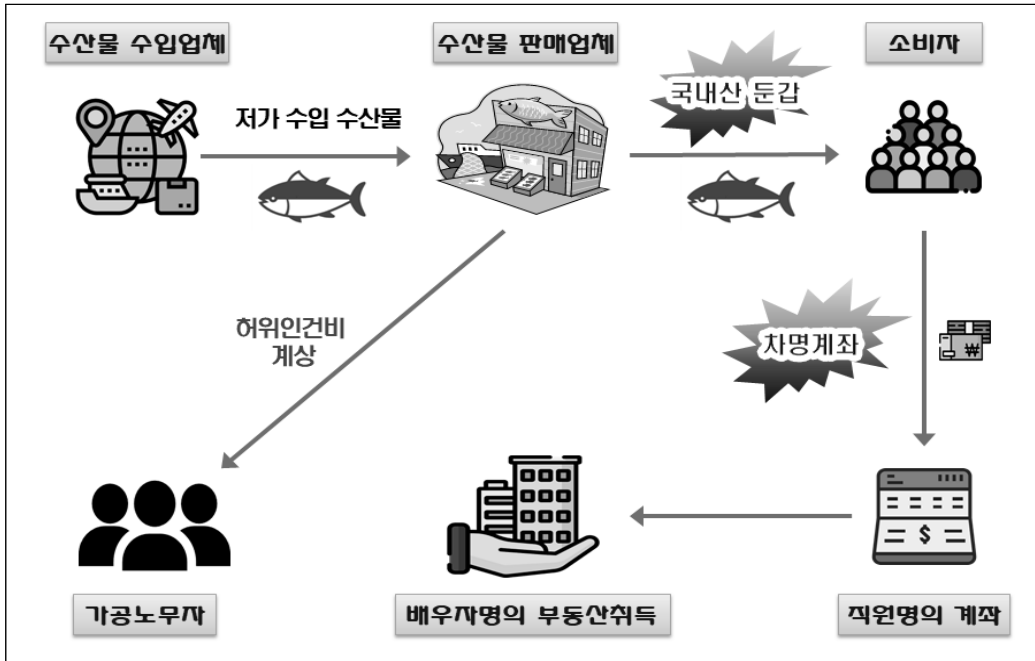 수산물 수입업체
수산물 판매업체
소비자
저가 수입 수산물
국내산 둔갑
허위인건비
계상
차명계좌
₩
$
가공노무자
배우자명의 부동산취득
직원명의 계좌